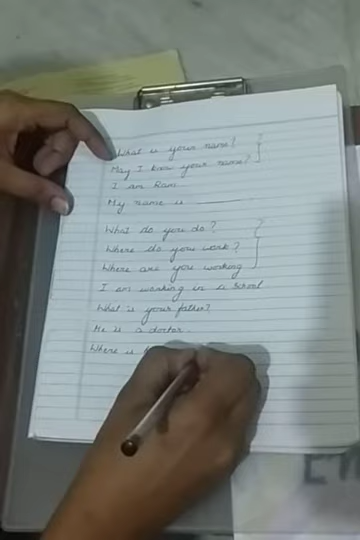 What is your name?
May I know your name?
I am Ram
My name is
What do you do?
Where do you work?
Where are you working
I am working in a school
What is your father?
He is a doctor.
Where is